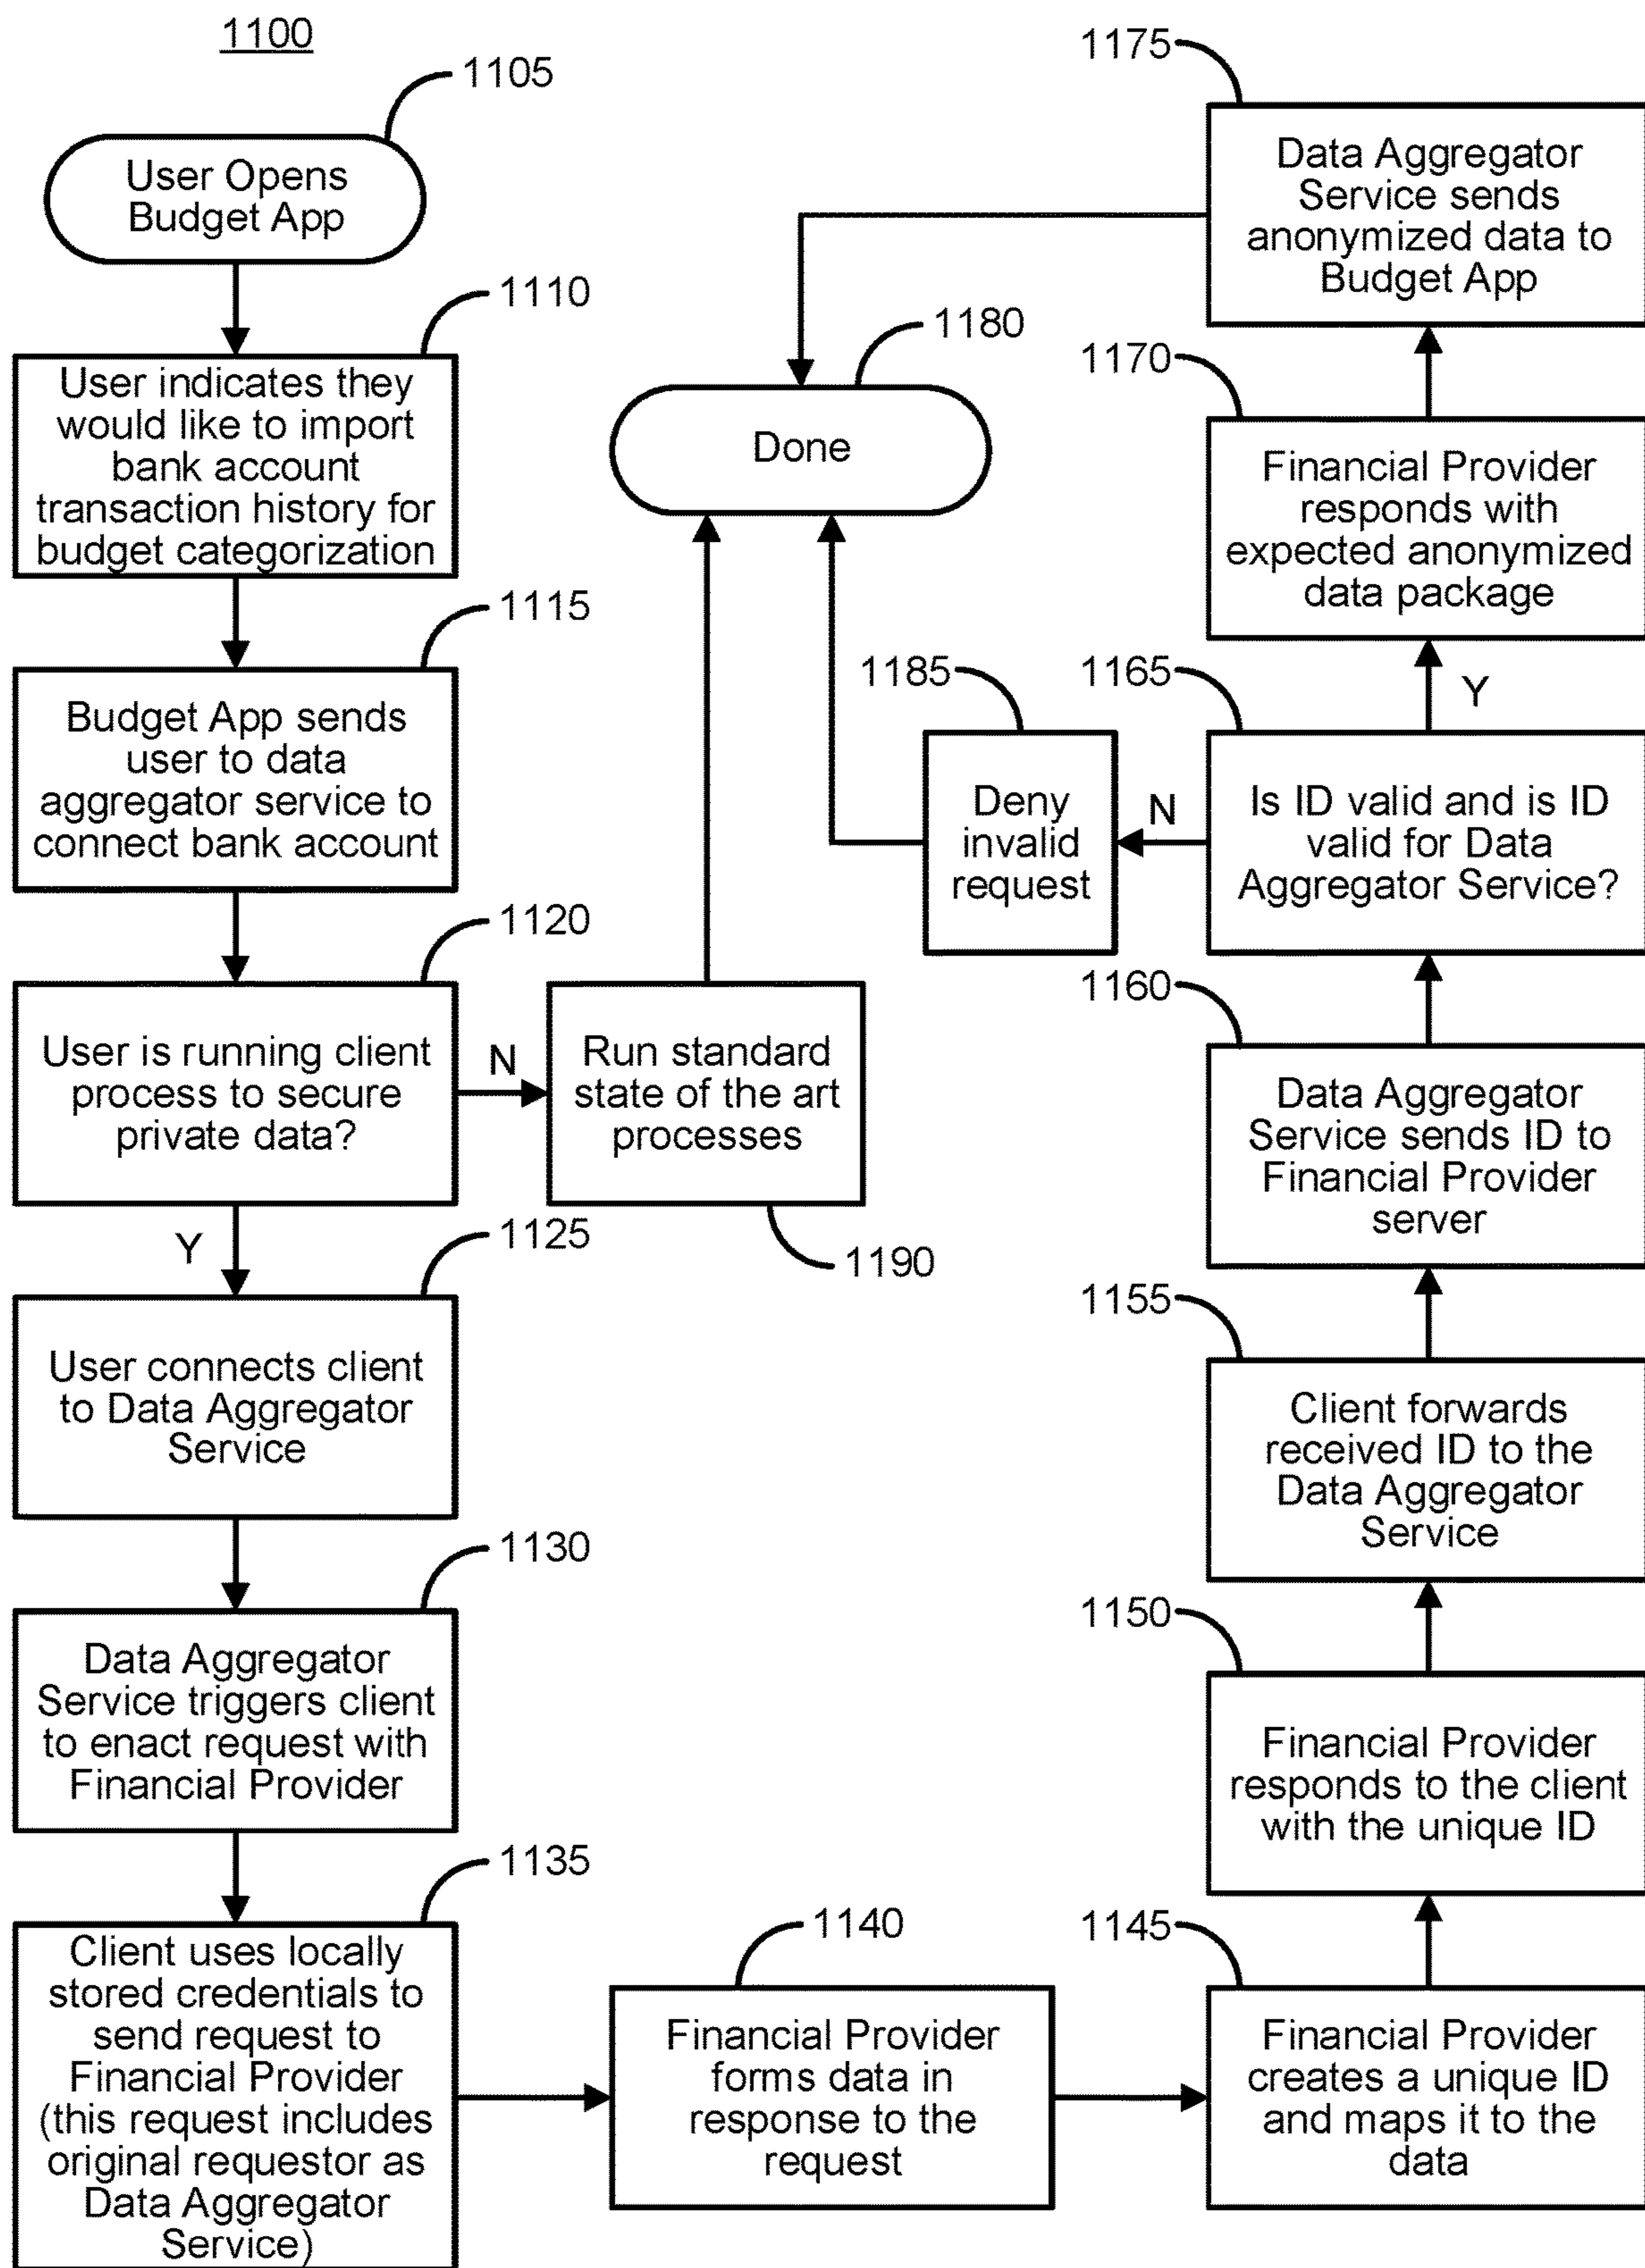 1100
1105
User Opens
Budget App
1110
User indicates they
would like to import
bank account
transaction history for
budget categorization
1115
Budget App sends
user to data
aggregator service to
connect bank account
1120
User is running client
process to secure
private data?
N
Run standard
state of the art
processes
1190
Y
1125
User connects client
to Data Aggregator
Service
1130
Data Aggregator
Service triggers client
to enact request with
Financial Provider
1135
Client uses locally
stored credentials to
send request to
Financial Provider
(this request includes
original requestor as
Data Aggregator
Service)
1140
Financial Provider
forms data in
response to the
request
1145
Financial Provider
creates a unique ID
and maps it to the
data
1150
Financial Provider
responds to the client
with the unique ID
1155
Client forwards
received ID to the
Data Aggregator
Service
1160
Data Aggregator
Service sends ID to
Financial Provider
server
1165
Is ID valid and is ID
valid for Data
Aggregator Service?
N
1185
Deny
invalid
request
Y
1170
Financial Provider
responds with
expected anonymized
data package
1175
Data Aggregator
Service sends
anonymized data to
Budget App
1180
Done